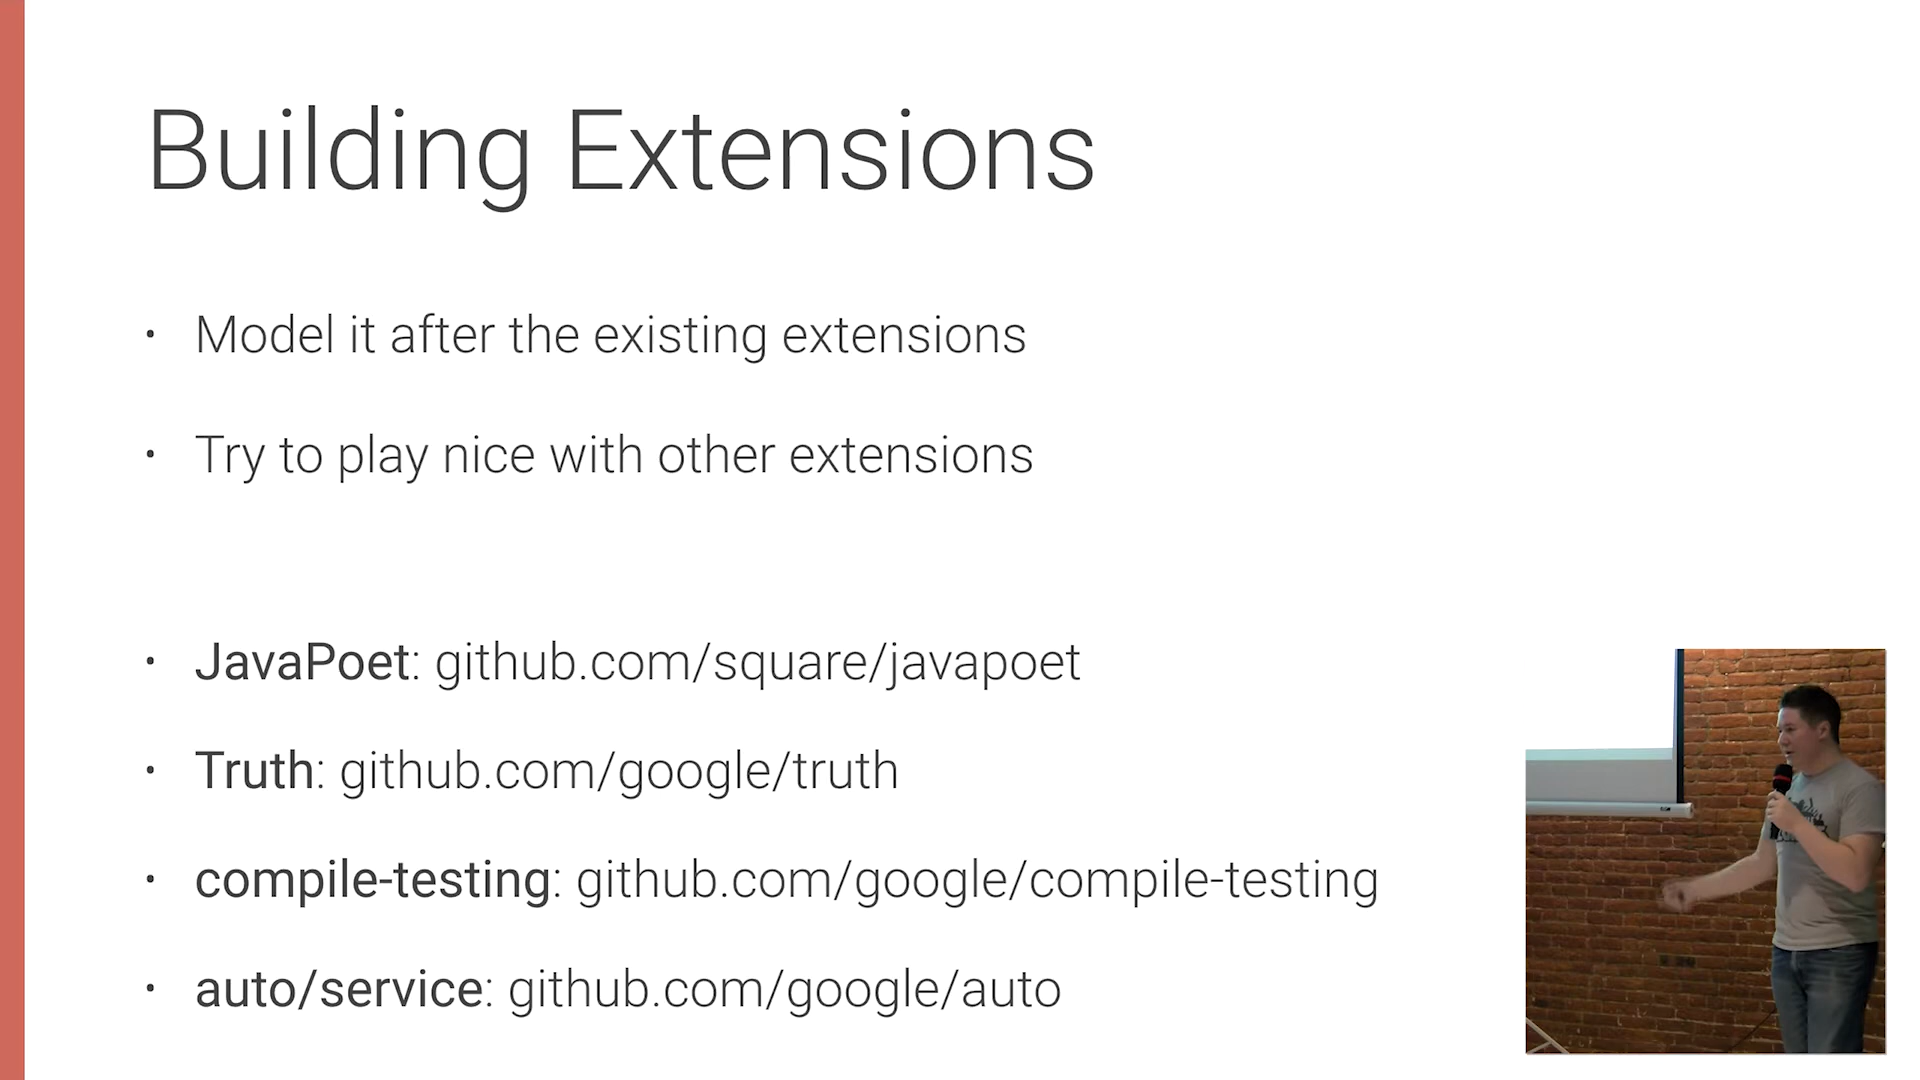 Building Extensions
• Model it after the existing extensions
• Try to play nice with other extensions
• JavaPoet: github.com/square/javapoet
• Truth: github.com/google/truth
• compile-testing: github.com/google/compile-testing
• auto/service: github.com/google/auto